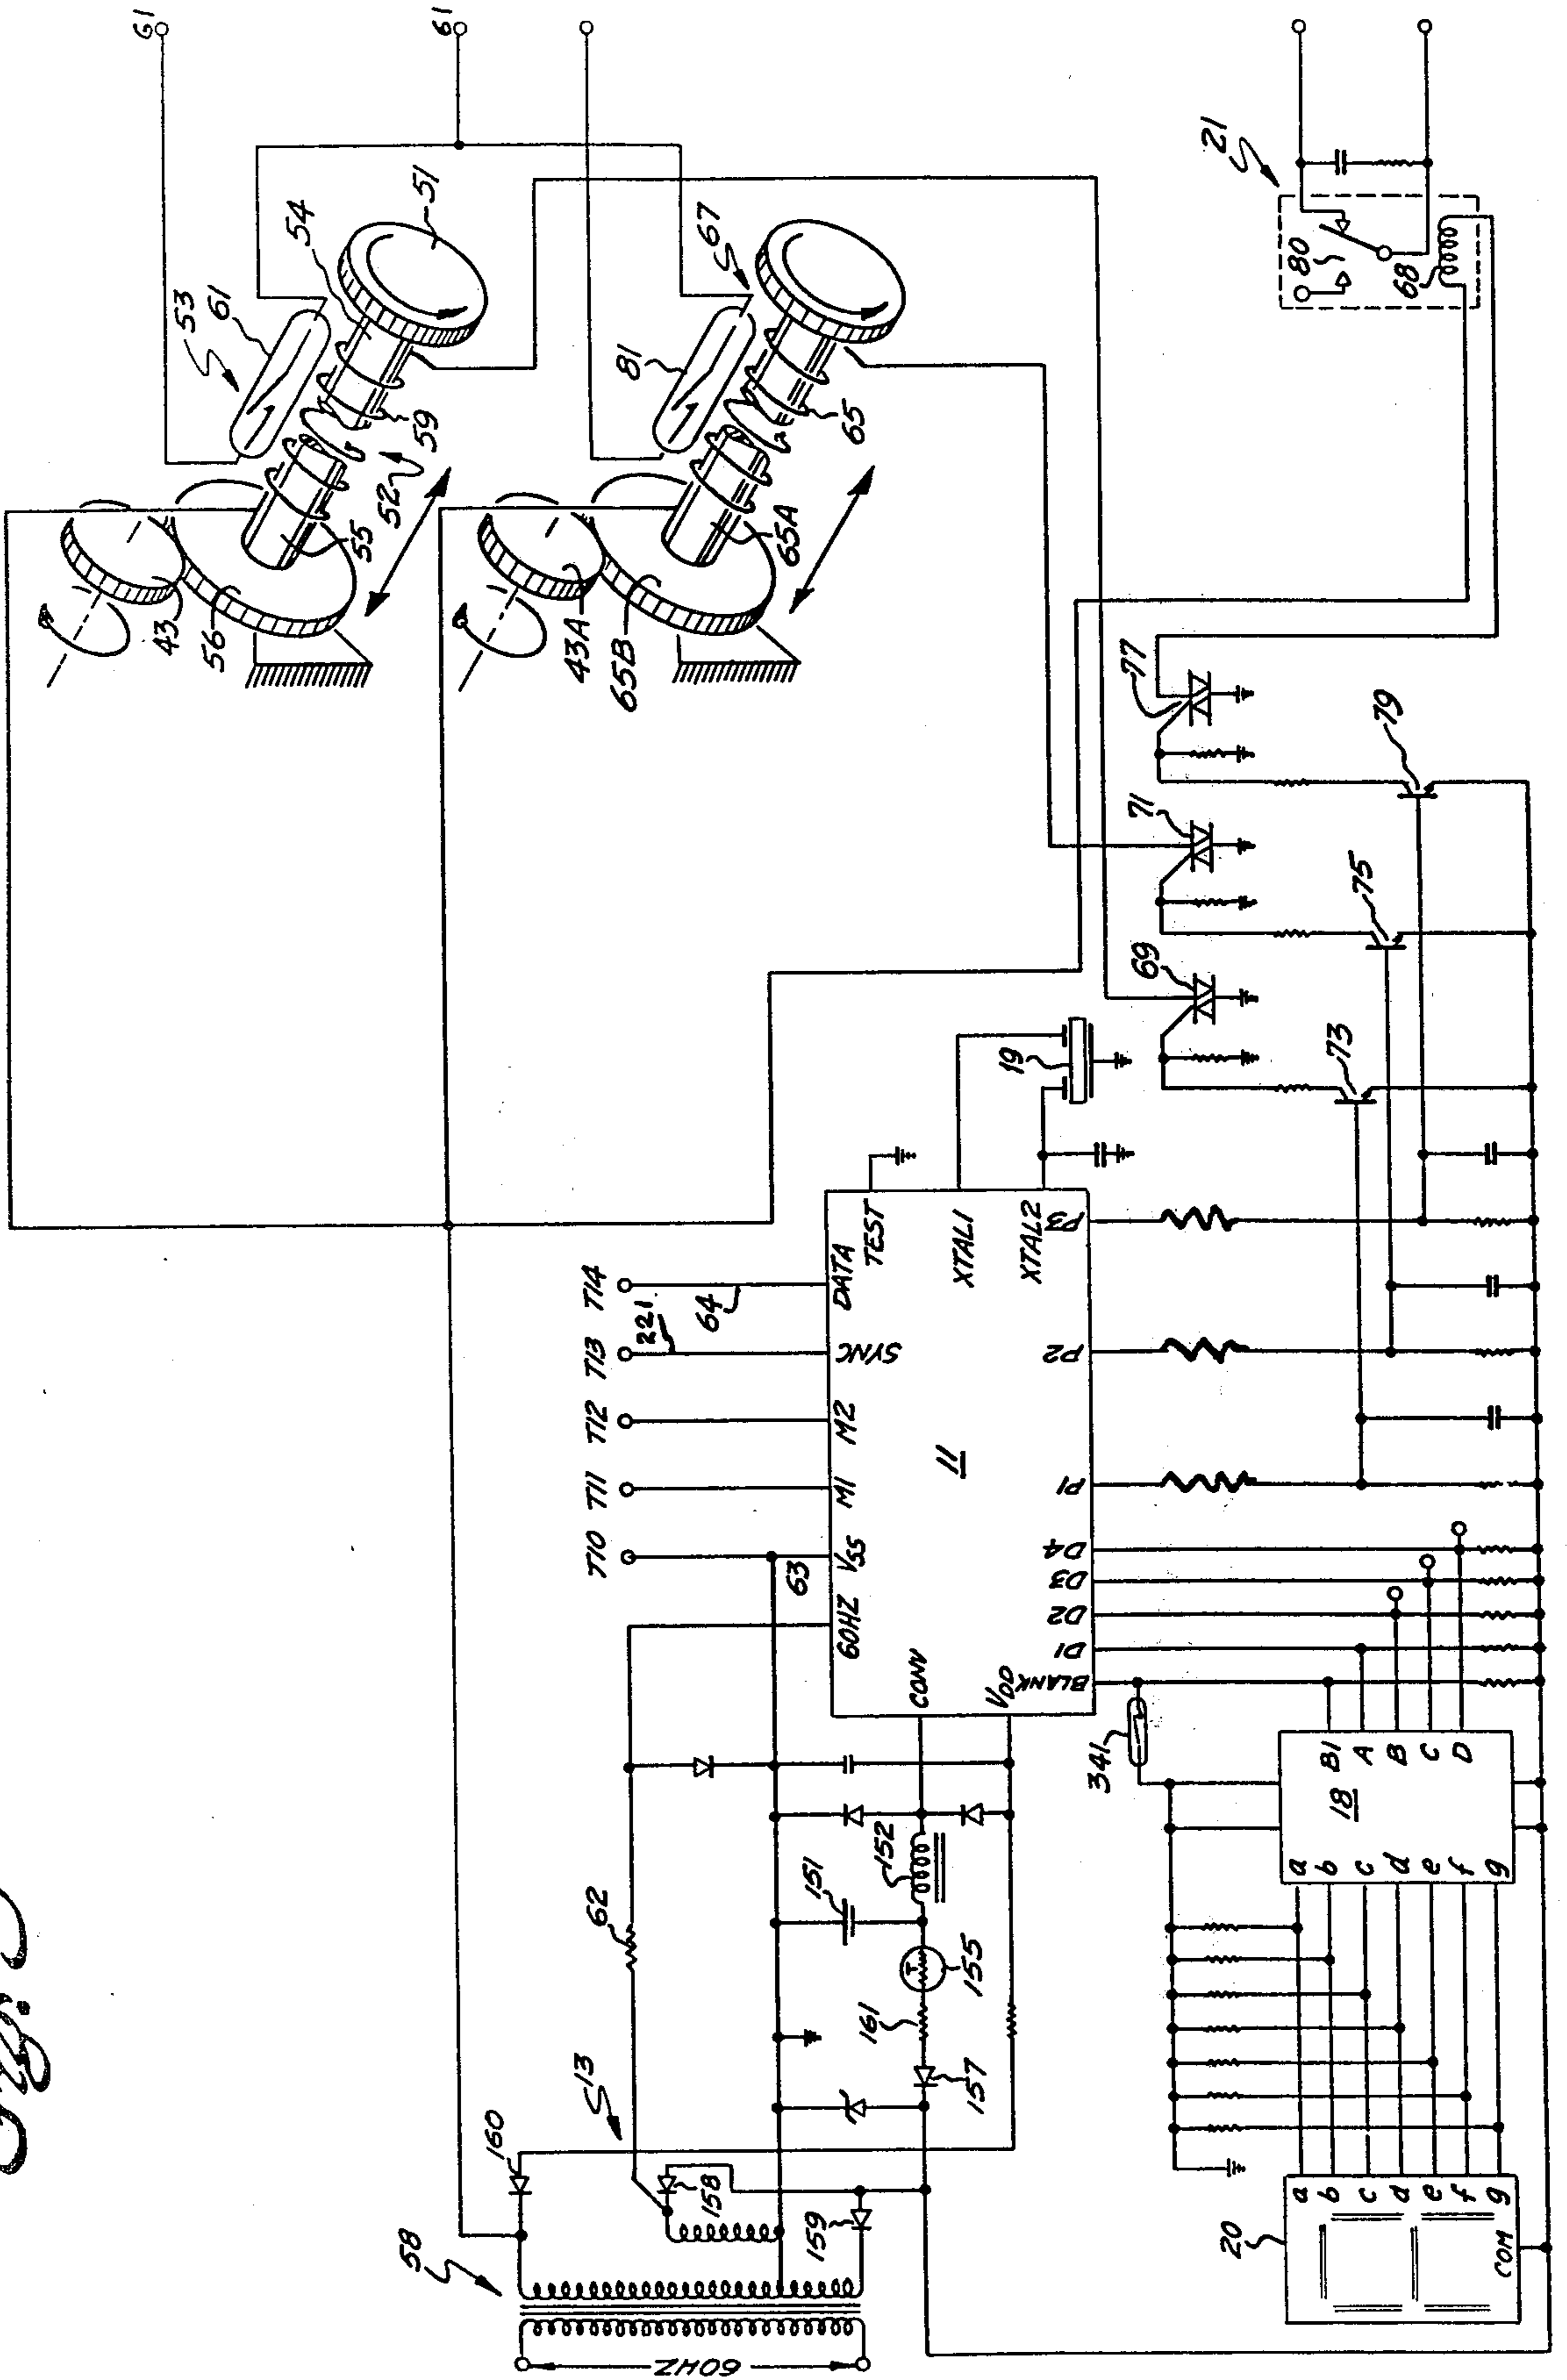 61
61
53
61
54
51
59
52
55
56
43
67
81
65
65A
43A
65B
21
80
68
77
71
69
79
75
73
19
T10
T11
T12
T13
T14
221
64
63
60HZ
VSS
M1
M2
SYNC
DATA
TEST
XTAL1
XTAL2
CONV
VDD
11
BLANK
D1
D2
D3
D4
P1
P2
P3
62
151
152
155
161
157
13
160
158
159
58
60HZ
341
18
B1
A
B
C
D
a
b
c
d
e
f
g
20
a
b
c
d
e
f
g
COM